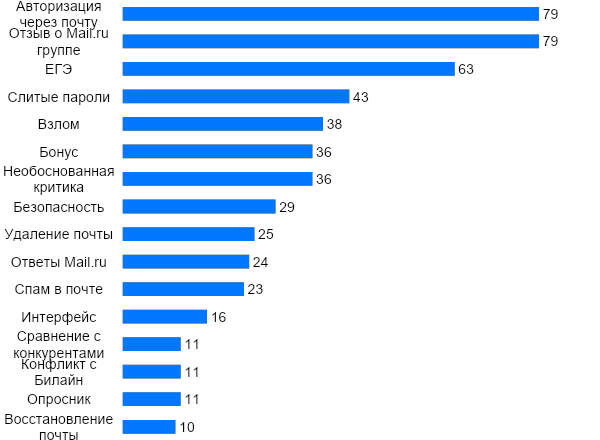 Авторизация
через почту
79
Отзыв о Mail.ru
группе
79
ЕГЭ
63
Слитые пароли
43
Взлом
38
Бонус
36
Необоснованная
критика
36
Безопасность
29
Удаление почты
25
Ответы Mail.ru
24
Спам в почте
23
Интерфейс
16
Сравнение с
конкурентами
11
Конфликт с
Билайн
11
Опросник
11
Восстановление
почты
10